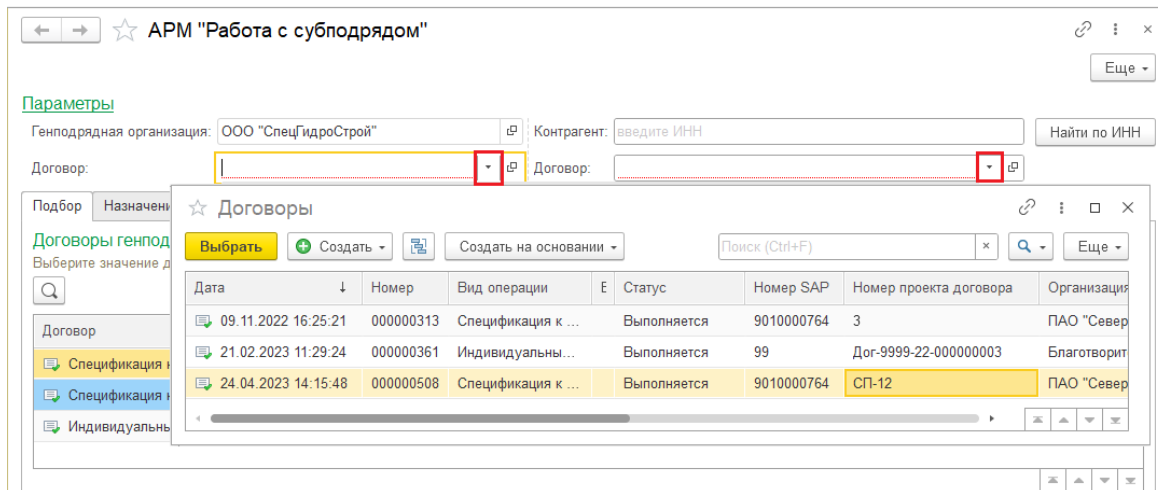 АРМ "Работа с субподрядом"
Еще
Параметры
Генподрядная организация: ООО "СпецГидроСтрой" Контрагент: введите ИНН Найти по ИНН
Договор: Договор:
Подбор Назначени
Договоры генпод
Выберите значение д
Договор
Спецификация н
Спецификация н
Индивидуальнь
Договоры
Выбрать Создать Создать на основании Поиск (Ctrl+F) Еще
Дата Номер Вид операции Е Статус Номер SAP Номер проекта договора Организация
09.11.2022 16:25:21 000000313 Спецификация к ... Выполняется 9010000764 3 ПАО "Север
21.02.2023 11:29:24 000000361 Индивидуальны... Выполняется 99 Дог-9999-22-000000003 Благотворит
24.04.2023 14:15:48 000000508 Спецификация к ... Выполняется 9010000764 СП-12 ПАО "Север